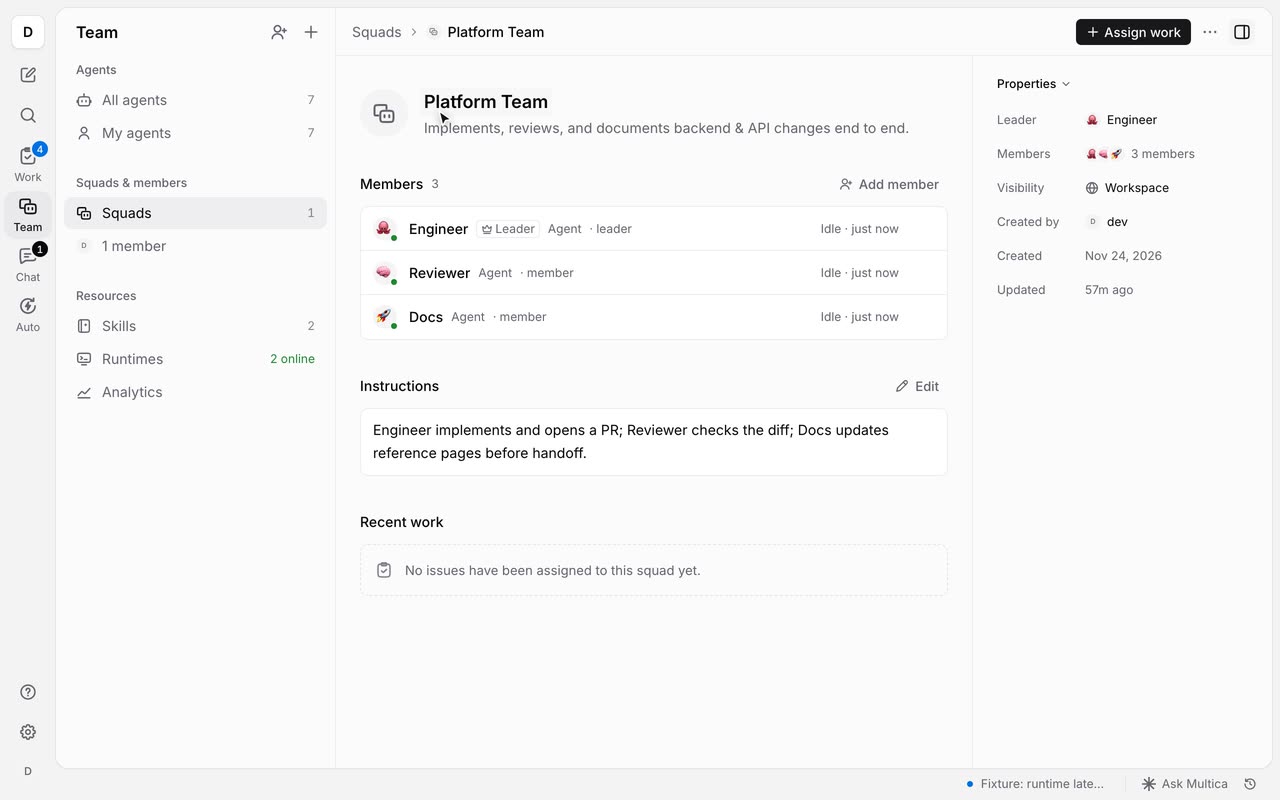 D
4
Work
Team
1
Chat
Auto
D
Team
Agents
All agents 7
My agents 7
Squads & members
Squads 1
D 1 member
Resources
Skills 2
Runtimes 2 online
Analytics
Squads > Platform Team
+ Assign work
Platform Team
Implements, reviews, and documents backend & API changes end to end.
Members 3
Add member
Engineer Leader Agent · leader Idle · just now
Reviewer Agent · member Idle · just now
Docs Agent · member Idle · just now
Instructions
Edit
Engineer implements and opens a PR; Reviewer checks the diff; Docs updates
reference pages before handoff.
Recent work
No issues have been assigned to this squad yet.
Properties
Leader Engineer
Members 3 members
Visibility Workspace
Created by D dev
Created Nov 24, 2026
Updated 57m ago
Fixture: runtime late...
Ask Multica